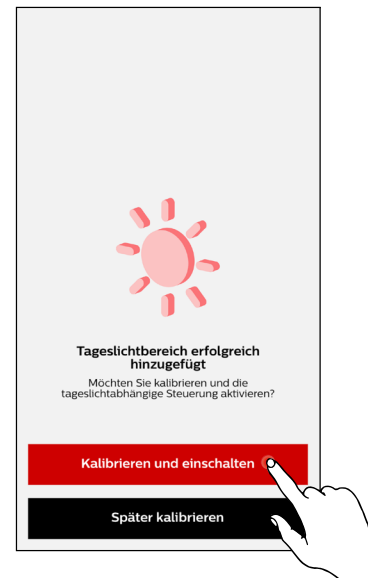 Tageslichtbereich erfolgreich
hinzugefügt
Möchten Sie kalibrieren und die
tageslichtabhängige Steuerung aktivieren?
Kalibrieren und einschalten
Später kalibrieren